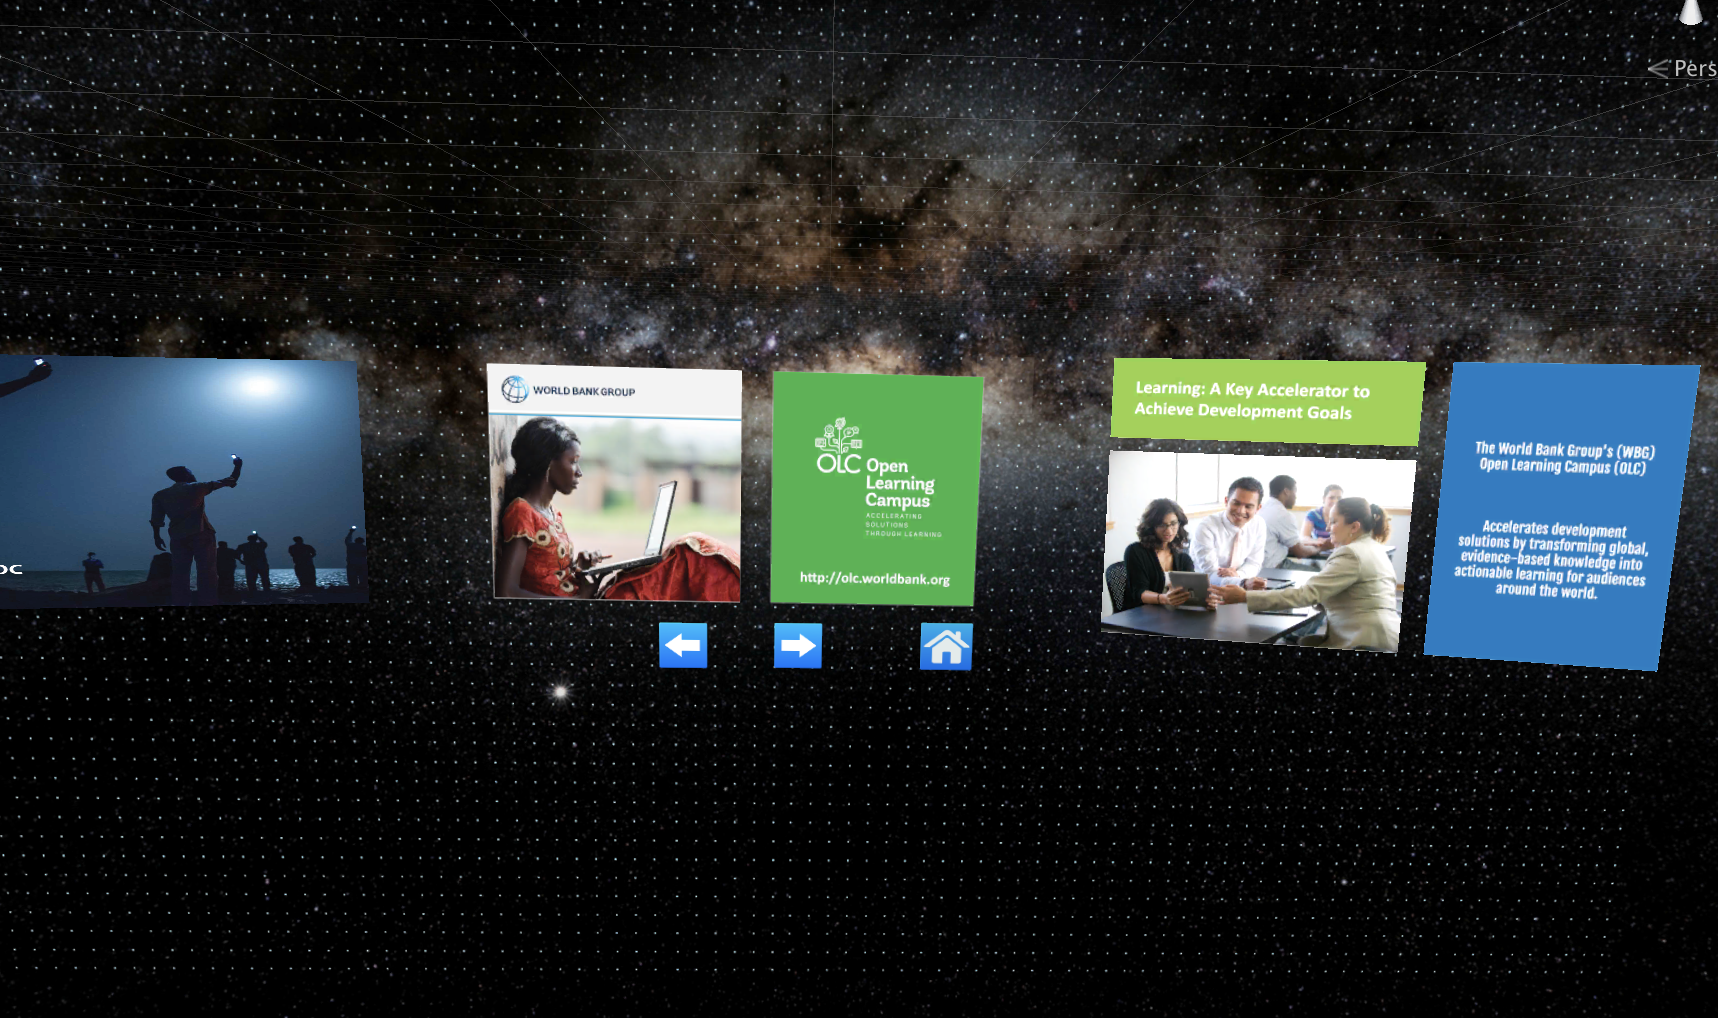 < Pers
WORLD BANK GROUP
OLC Open
Learning
Campus
ACCELERATING
SOLUTIONS
THROUGH LEARNING
http://olc.worldbank.org
Learning: A Key Accelerator to
Achieve Development Goals
The World Bank Group's (WBG)
Open Learning Campus (OLC)
Accelerates development
solutions by transforming global,
evidence-based knowledge into
actionable learning for audiences
around the world.